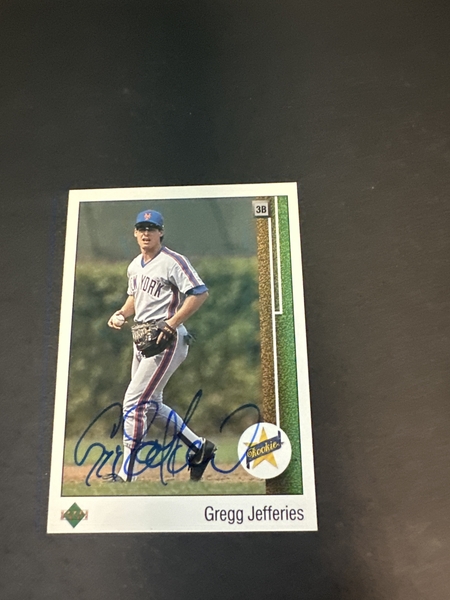 3B
YORK
Rookie
Gregg Jefferies